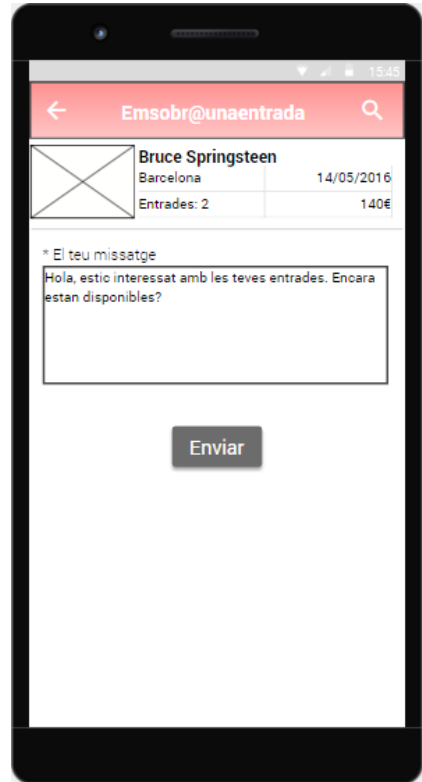 15:45
Emsobr@unaentrada
Bruce Springsteen
Barcelona 14/05/2016
Entrades: 2 140€
* El teu missatge
Hola, estic interessat amb les teves entrades. Encara
estan disponibles?
Enviar